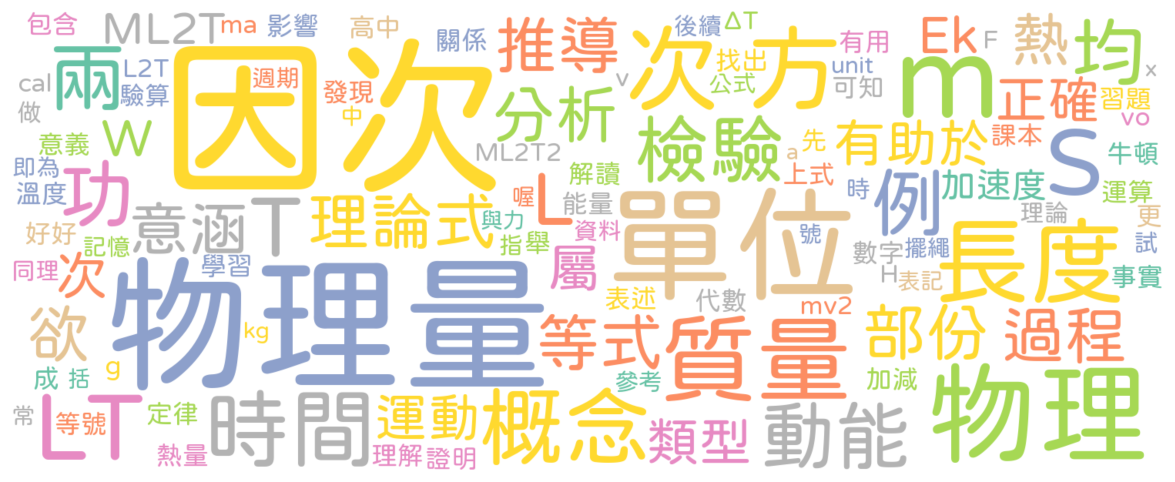 包含 ML2T ma 影響 高中 關係 推導 後續 ΔT 有用 Ek F 熱 均
兩 L2T 驗算 週期 發現 中 因次 v 次方 找出 公式 unit 可知 m 正確 習題 x
cal 做 W 分析 檢驗 a 先 有助於 課本 vo
意義 ML2T2 解讀 上式 S 牛頓
即為 溫度 功 意涵 T 理論式 喔 L 能量 單位 時 例 加速度 運算
好好 記憶 與力 指舉 資料 號 理論 更
同理 次 學習 物理量 屬 數字 擺繩 長度 試
H 表記 事實
欲 kg 等式 表述 代數 mv2 質量 部份 過程
成 括 g 參考 加減 物理
常 LT 等號 定律 時間 運動 概念 類型 動能
熱量 理解 證明